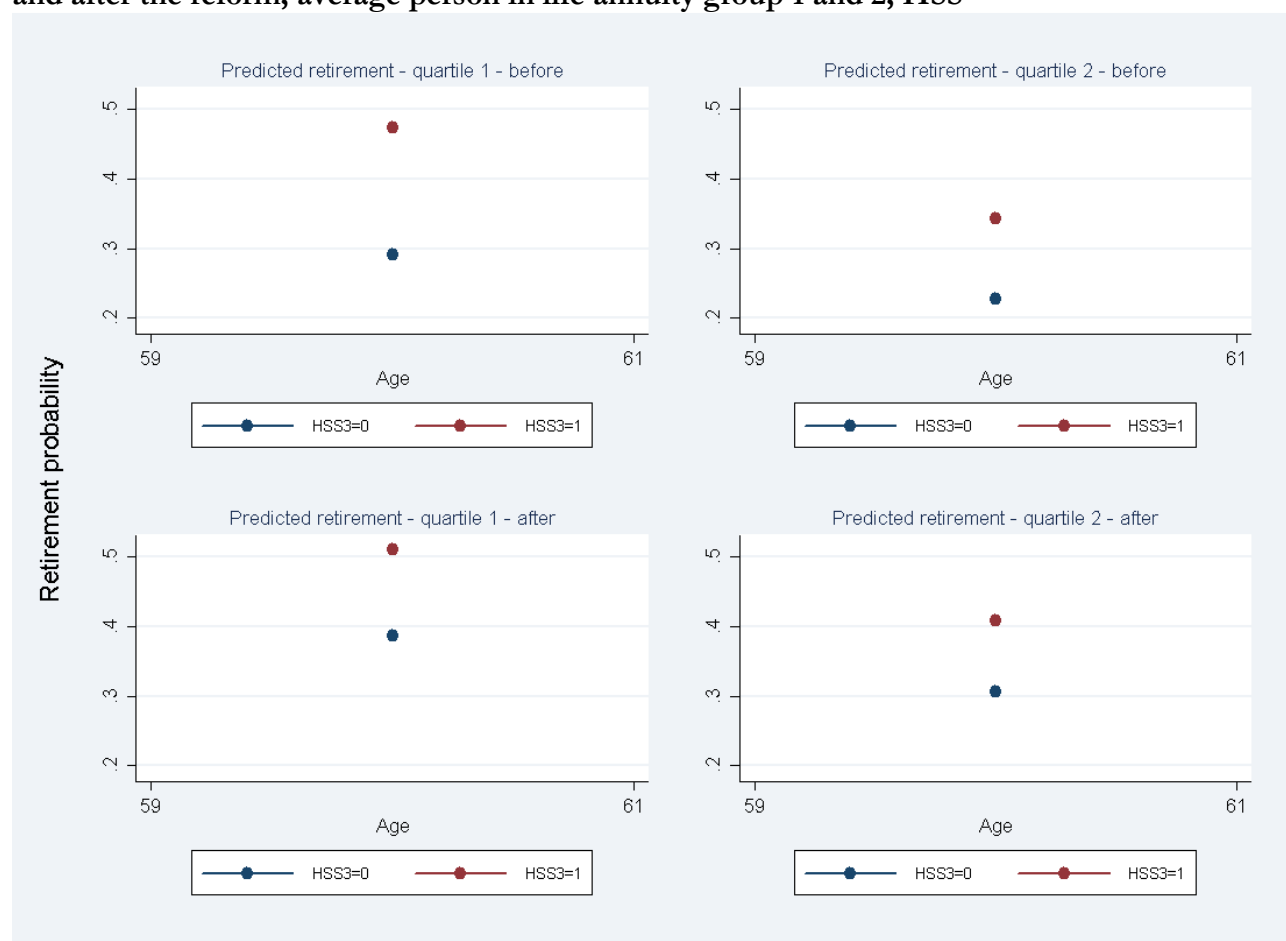 and after the reform, average person in life annuity group 1 and 2, HSS
Predicted retirement - quartile 1 - before
.5
.4
.3
.2
59
61
Age
HSS3=0
HSS3=1
Predicted retirement - quartile 2 - before
.5
.4
.3
.2
59
61
Age
HSS3=0
HSS3=1
Retirement probability
Predicted retirement - quartile 1 - after
.5
.4
.3
.2
59
61
Age
HSS3=0
HSS3=1
Predicted retirement - quartile 2 - after
.5
.4
.3
.2
59
61
Age
HSS3=0
HSS3=1